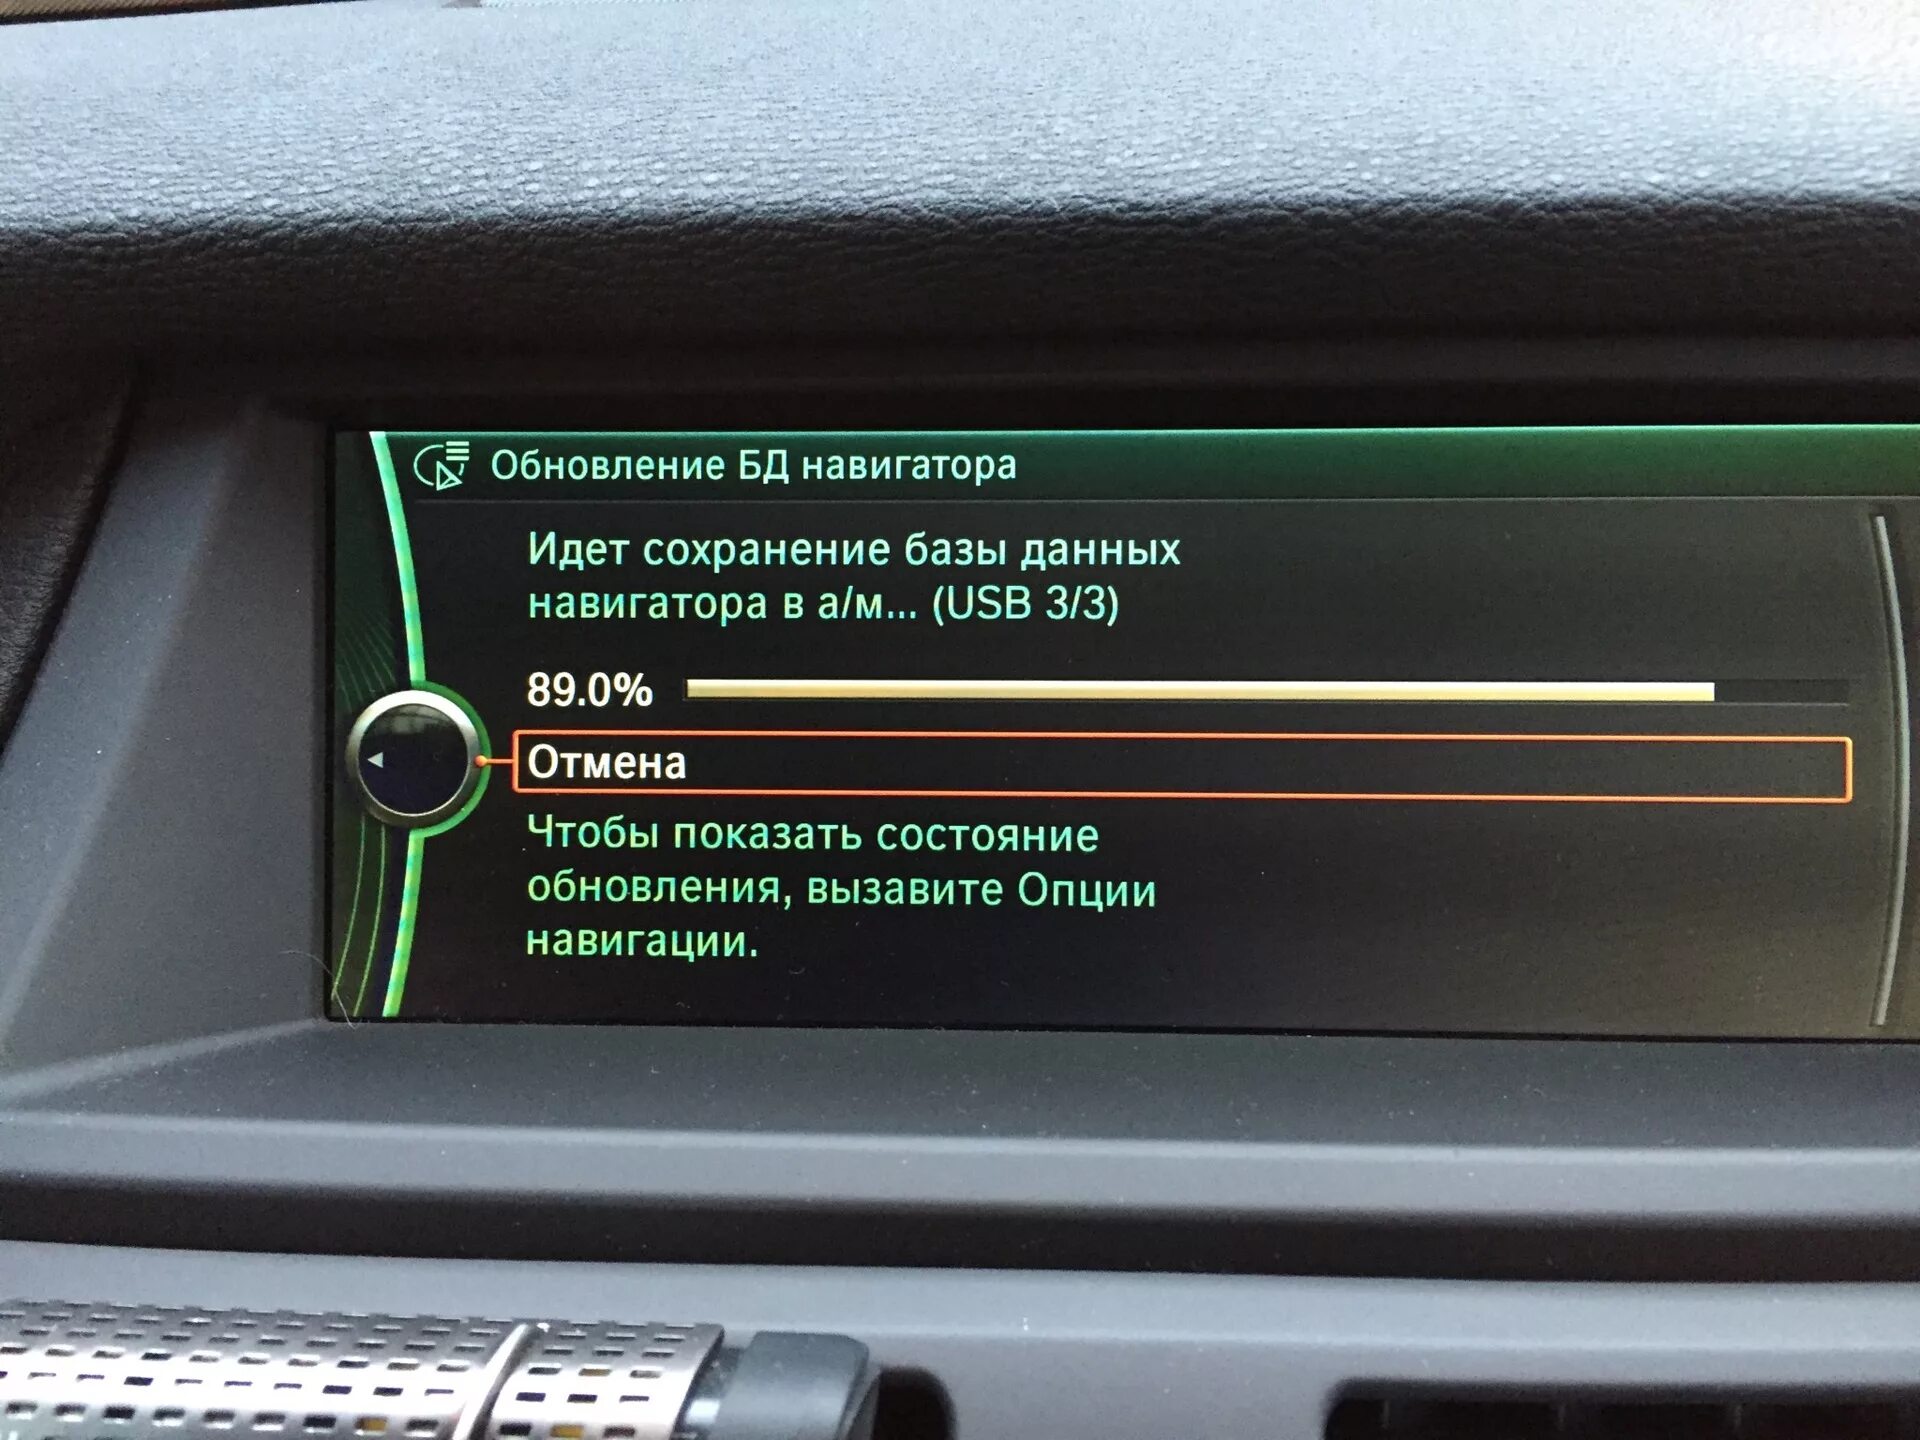 Обновление БД навигатора
Идет сохранение базы данных
навигатора в а/м... (USB 3/3)
89.0%
Отмена
Чтобы показать состояние
обновления, вызавите Опции
навигации.